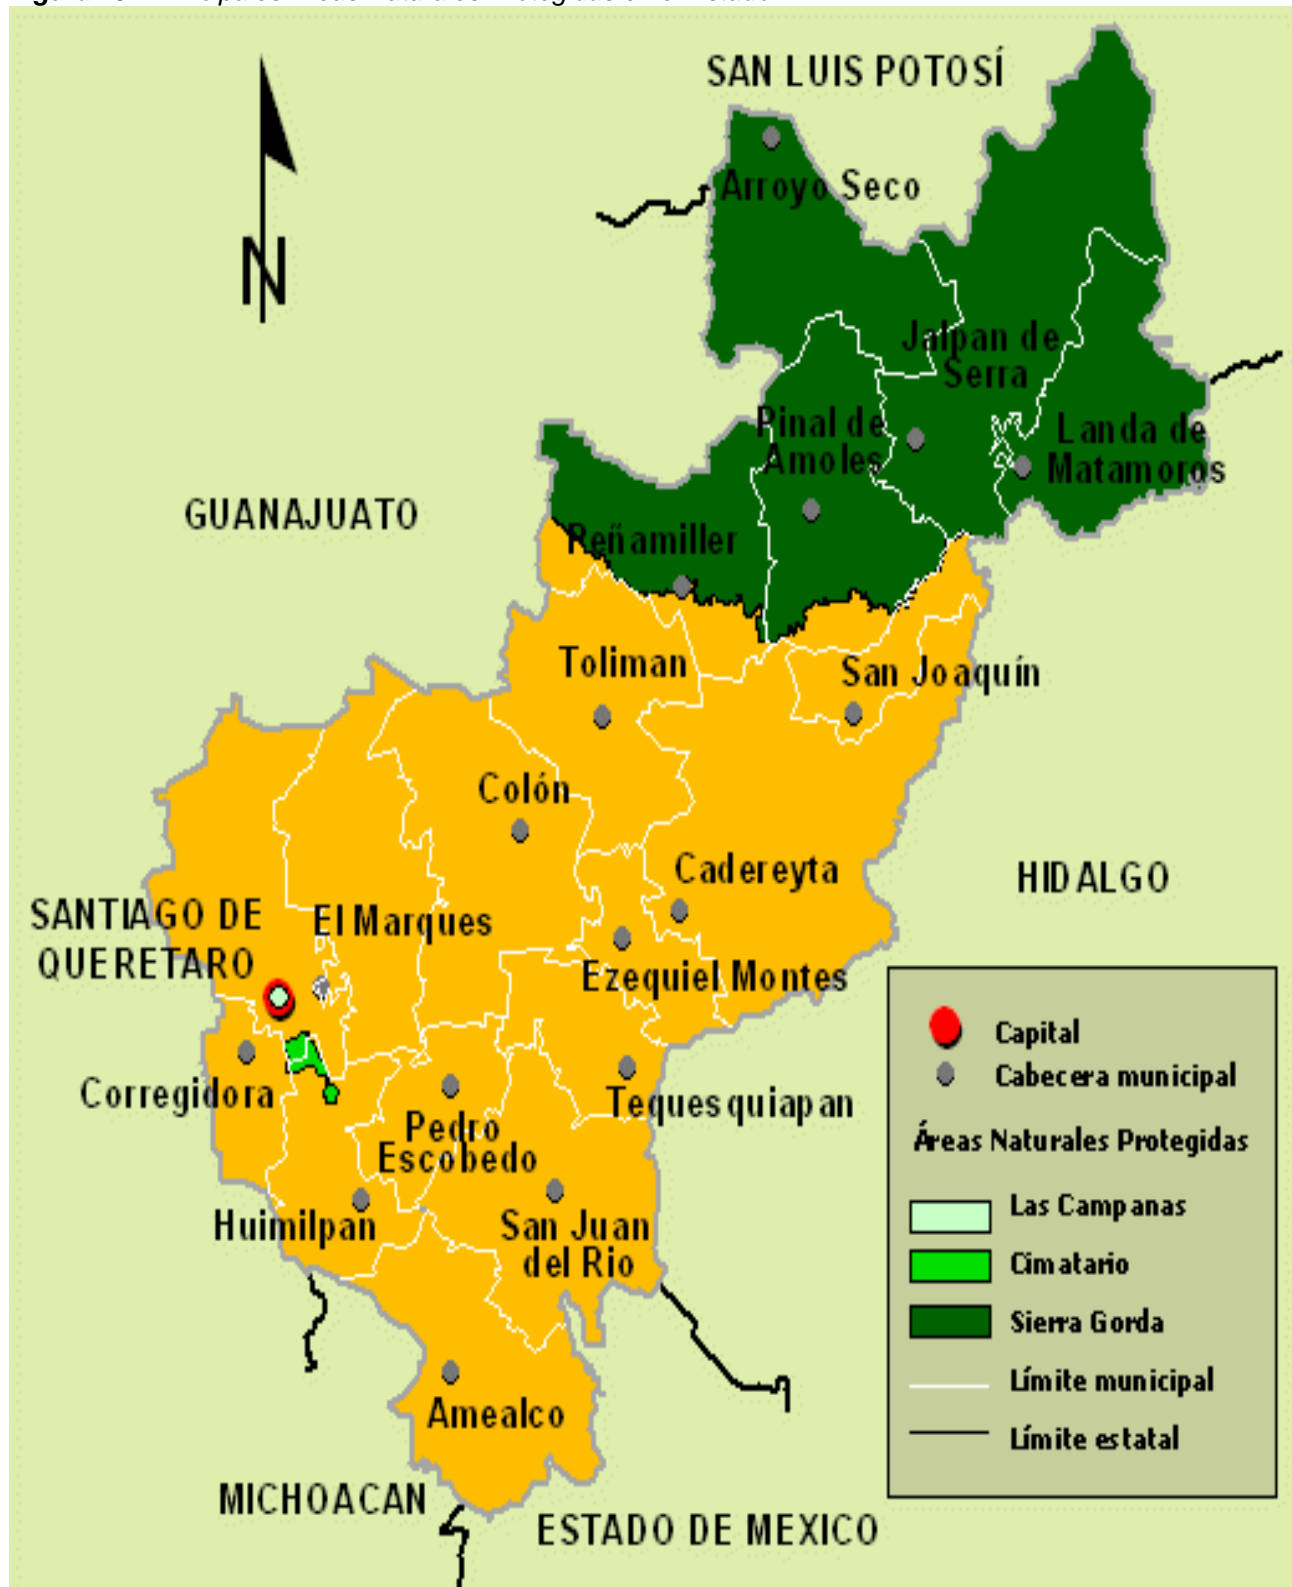 SAN LUIS POTOSÍ
Arroyo Seco
N
Jalpan de
Serra
Pinal de
Amoles
Landa de
Matamoros
GUANAJUATO
Peñamiller
Toliman
San Joaquín
Colón
Cadereyta
HIDALGO
SANTIAGO DE
QUERETARO
El Marques
Ezequiel Montes
Corregidora
Tequesquiapan
Pedro
Escobedo
Huimilpan
San Juan
del Rio
Amealco
MICHOACAN
ESTADO DE MEXICO
Capital
Cabecera municipal
Áreas Naturales Protegidas
Las Campanas
Cimatario
Sierra Gorda
Límite municipal
Límite estatal